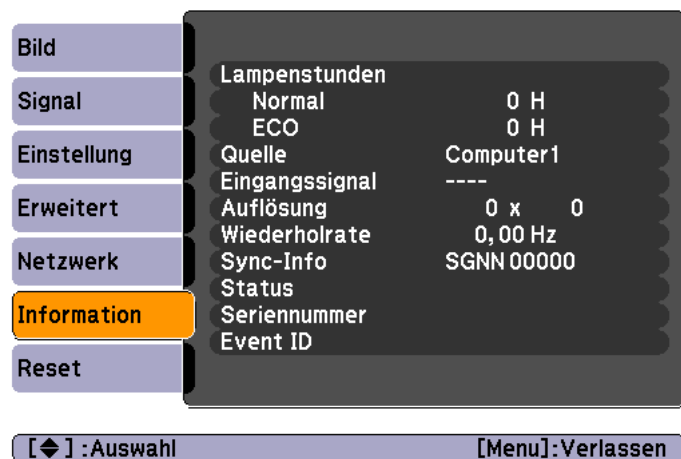 Bild
Signal
Einstellung
Erweitert
Netzwerk
Information
Reset
Lampenstunden
Normal 0 H
ECO 0 H
Quelle Computer1
Eingangssignal ----
Auflösung 0 x 0
Wiederholrate 0,00 Hz
Sync-Info SGNN 00000
Status
Seriennummer
Event ID
[◆] :Auswahl [Menu]:Verlassen